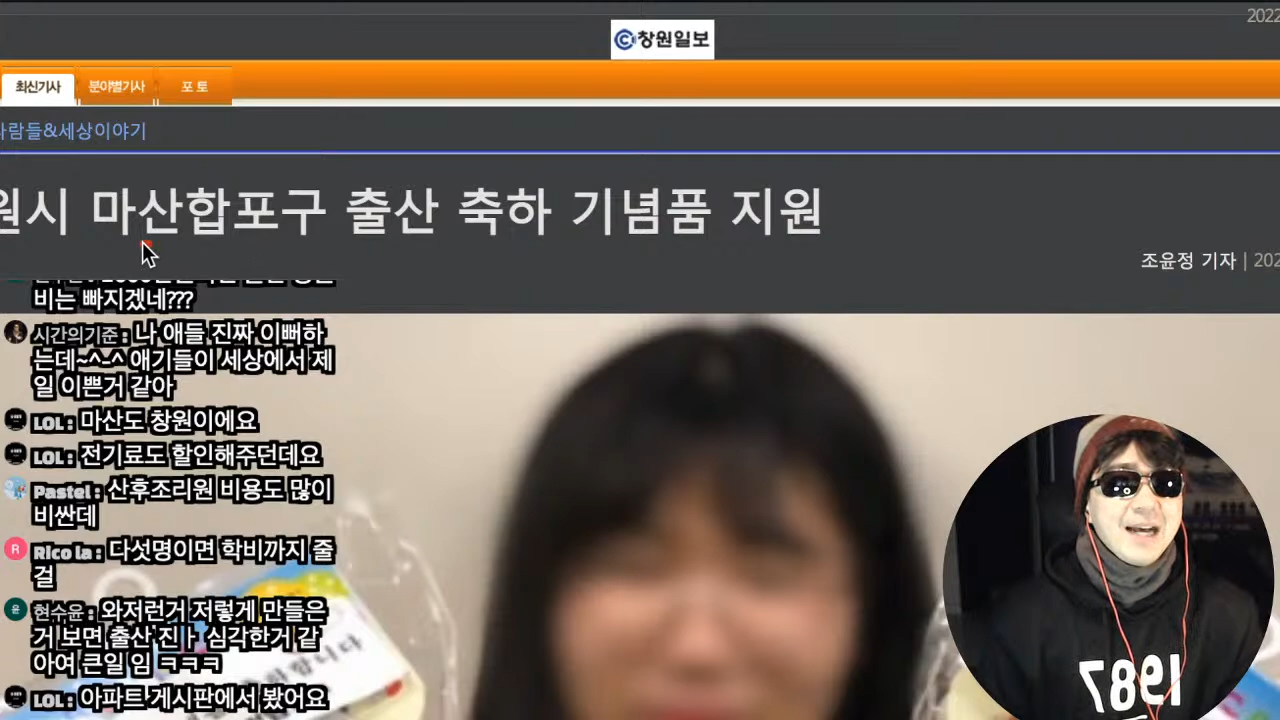 2022
창원일보
최신기사 분야별기사 포 토
사람들&세상이야기
원시 마산합포구 출산 축하 기념품 지원
조윤정 기자 | 202
비는 빠지겠네???
시간의기준 : 나 애들 진짜 이뻐하
는데~^-^ 애기들이 세상에서 제
일 이쁜거 같아
LOL : 마산도 창원이에요
LOL : 전기료도 할인해주던데요
Pastel : 산후조리원 비용도 많이
비싼데
R Rico la : 다섯명이면 학비까지 줄
걸
윤 현수윤 : 와저런거 저렇게 만들은
거 보면 출산 진ㅏ 심각한거 같
아여 큰일 임 ㅋㅋㅋ
LOL : 아파트 게시판에서 봤어요
1987